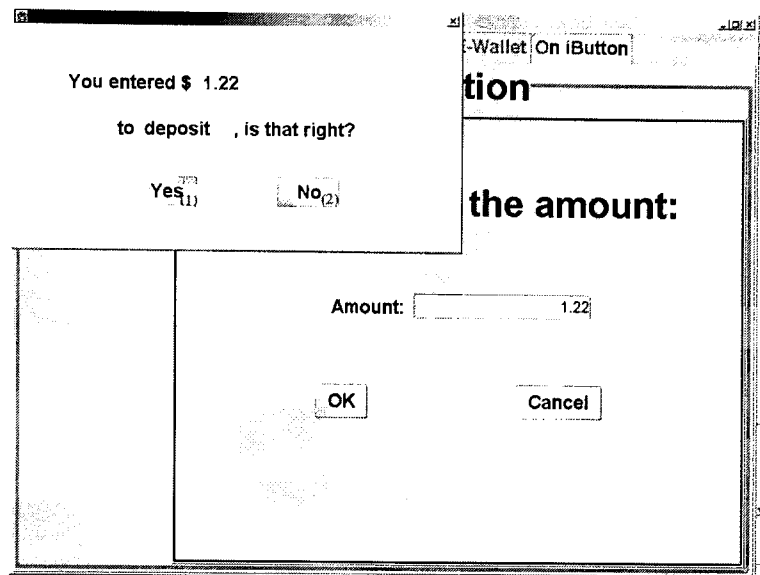 You entered $ 1.22
to deposit , is that right?
Yes(1) No(2)
-Wallet On iButton
tion
the amount:
Amount: 1.22
OK Cancel